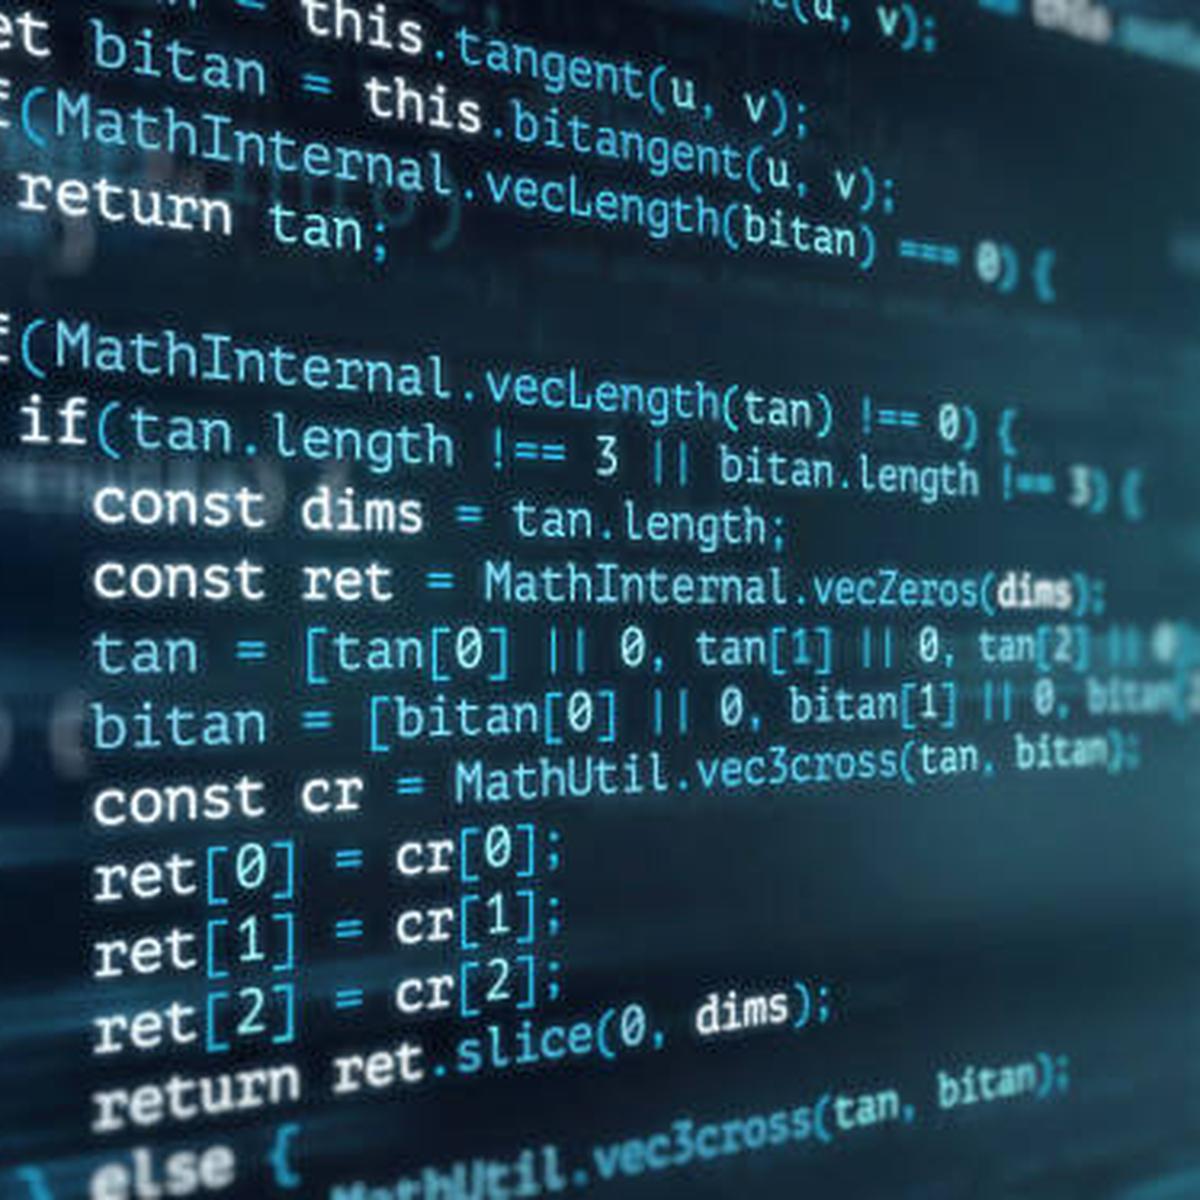 (u, v);
= this.tangent(u, v);
et bitan = this.bitangent(u, v);
(MathInternal.vecLength(bitan) === 0) {
return tan;
(MathInternal.vecLength(tan) !== 0) {
if(tan.length !== 3 || bitan.length !== 3) {
const dims = tan.length;
const ret = MathInternal.vecZeros(dims);
tan = [tan[0] || 0, tan[1] || 0, tan[2] || 0
bitan = [bitan[0] || 0, bitan[1] || 0, bitan[
const cr = MathUtil.vec3cross(tan, bitan);
ret[0] = cr[0];
ret[1] = cr[1];
ret[2] = cr[2];
return ret.slice(0, dims);
} else {
MathUtil.vec3cross(tan, bitan);